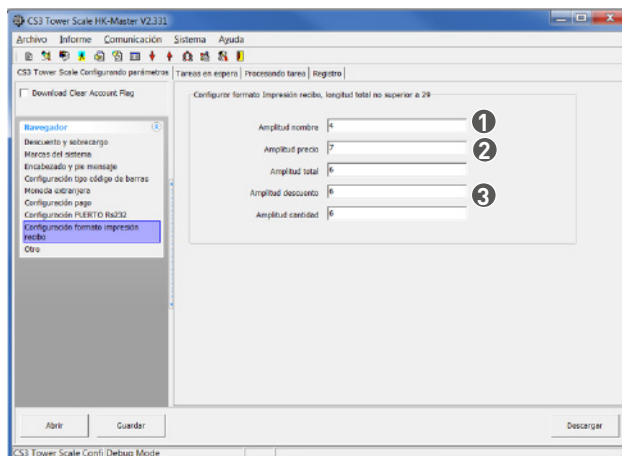 CS3 Tower Scale HK-Master V2.331
Archivo Informe Comunicación Sistema Ayuda
CS3 Tower Scale Configurando parámetros Tareas en espera Procesando tarea Registro
Download Clear Account Flag
Configurar formato Impresión recibo, longitud total no superior a 29
Navegador
Descuento y sobrecargo
Marcas del sistema
Encabezado y pie mensaje
Configuración tipo código de barras
Moneda extranjera
Configuración pago
Configuración PUERTO Rs232
Configuración formato impresión
recibo
Otro
Amplitud nombre 4 1
Amplitud precio 7 2
Amplitud total 6
Amplitud descuento 6 3
Amplitud cantidad 6
Abrir Guardar Descargar
CS3 Tower Scale Confi Debug Mode